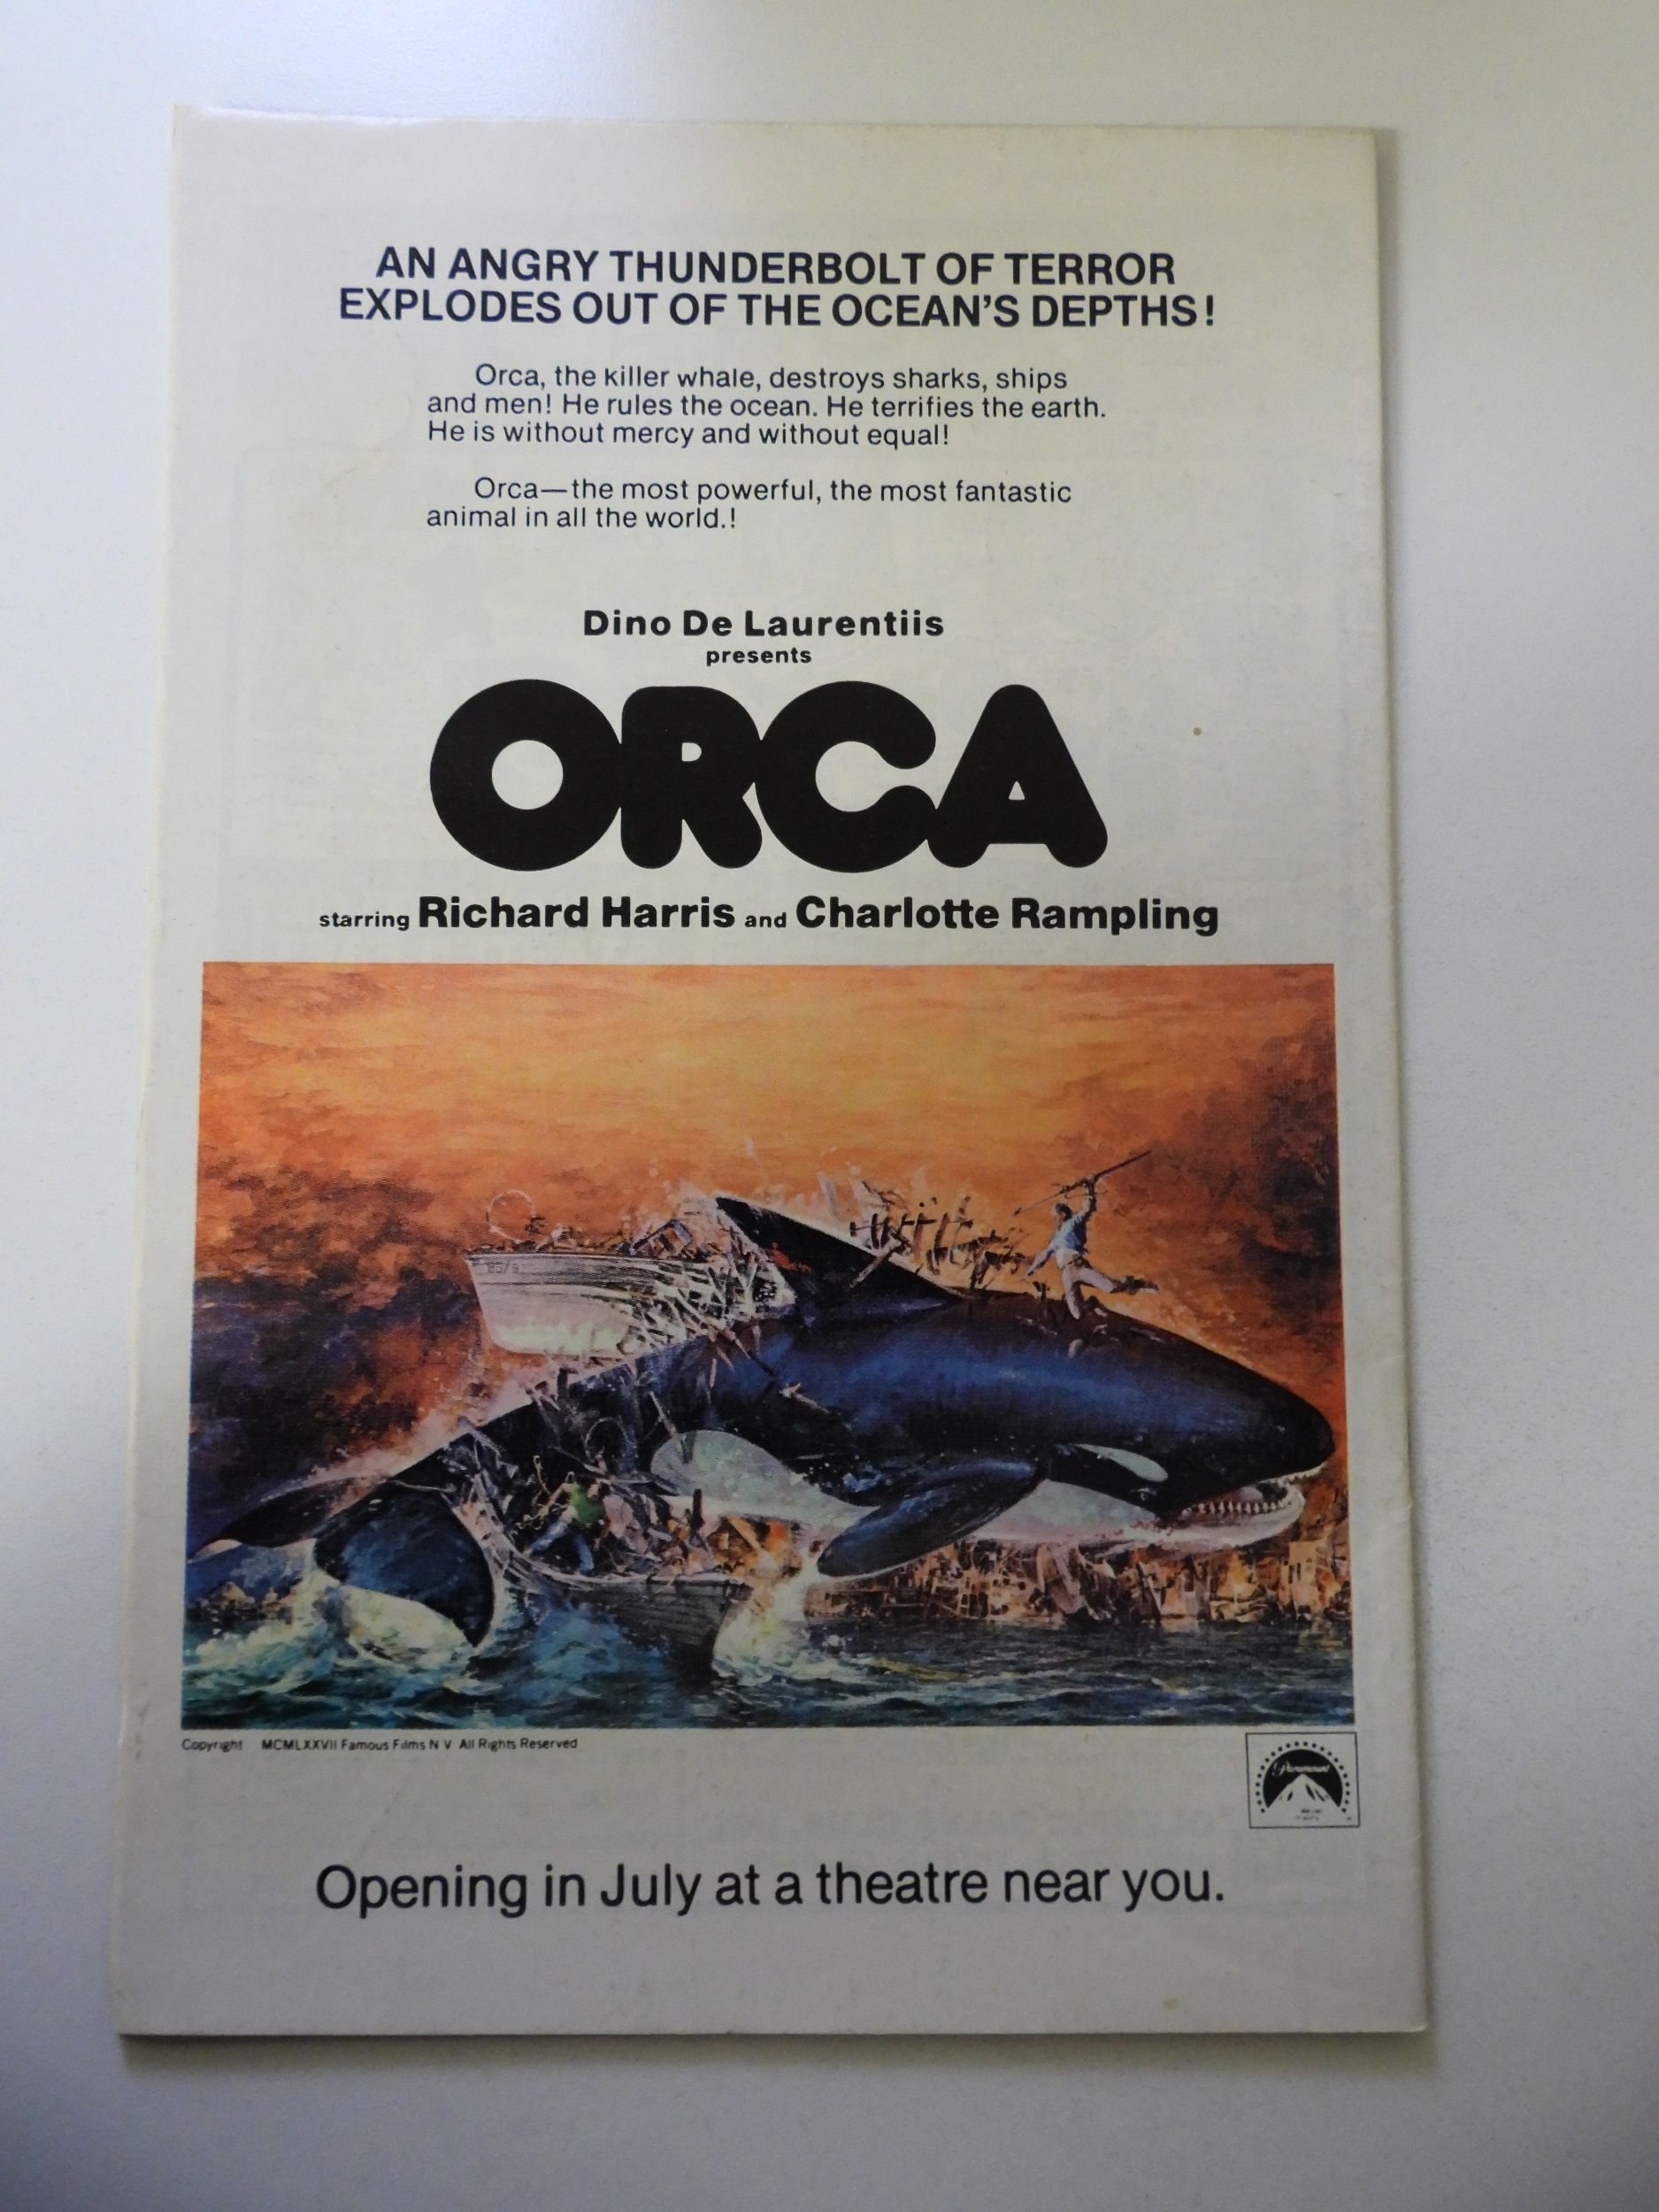 AN ANGRY THUNDERBOLT OF TERROR
EXPLODES OUT OF THE OCEAN'S DEPTHS!
Orca, the killer whale, destroys sharks, ships
and men! He rules the ocean. He terrifies the earth.
He is without mercy and without equal!
Orca—the most powerful, the most fantastic
animal in all the world.!
Dino De Laurentiis
presents
ORCA
starring Richard Harris and Charlotte Rampling
Copyright MCMLXXVII Famous Films N V All Rights Reserved
Paramount
Opening in July at a theatre near you.